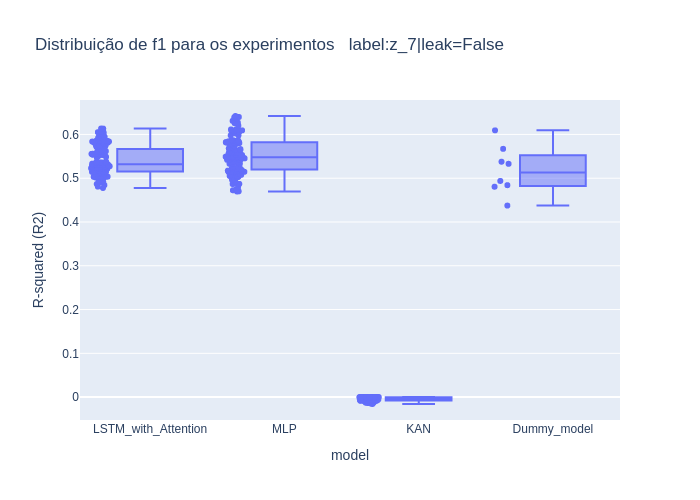 Distribuição de f1 para os experimentos   label:z_7|leak=False
0.6
0.5
0.4
0.3
0.2
0.1
0
R-squared (R2)
LSTM_with_Attention
MLP
KAN
Dummy_model
model